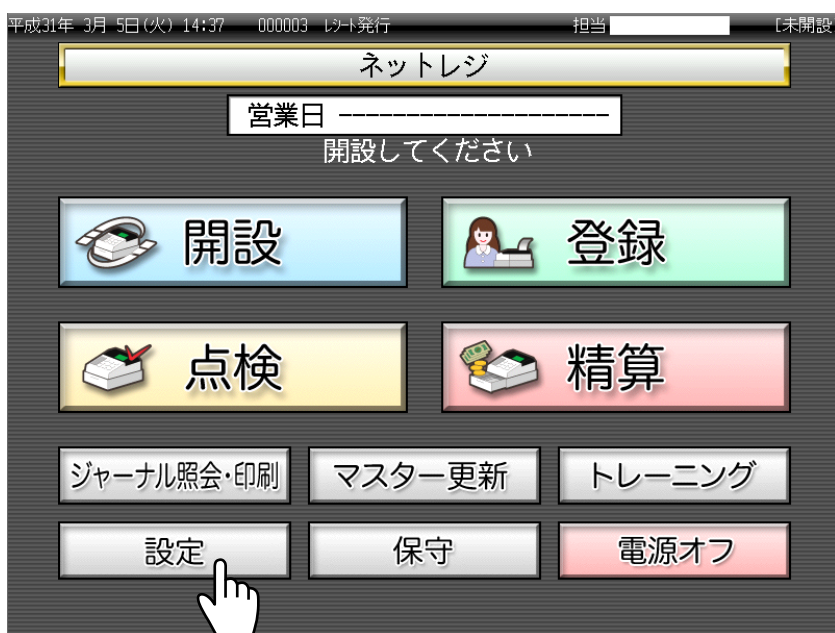 平成31年 3月 5日(火) 14:37 000003 ﾚｼｰﾄ発行 担当 [未開設
ネットレジ
営業日 --------------------
開設してください
開設 登録
点検 精算
ジャーナル照会・印刷 マスター更新 トレーニング
設定 保守 電源オフ